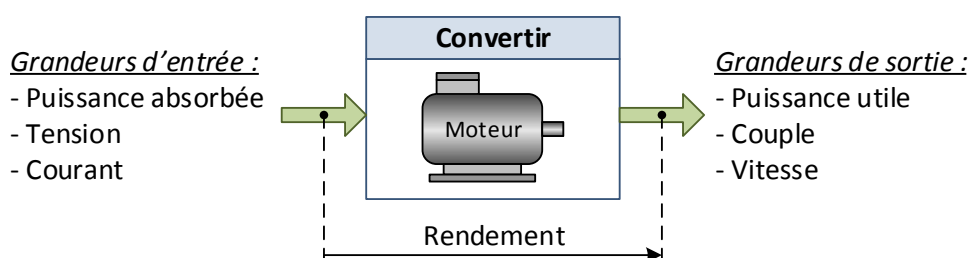 Grandeurs d'entrée :
- Puissance absorbée
- Tension
- Courant
Convertir
Moteur
Grandeurs de sortie :
- Puissance utile
- Couple
- Vitesse
Rendement